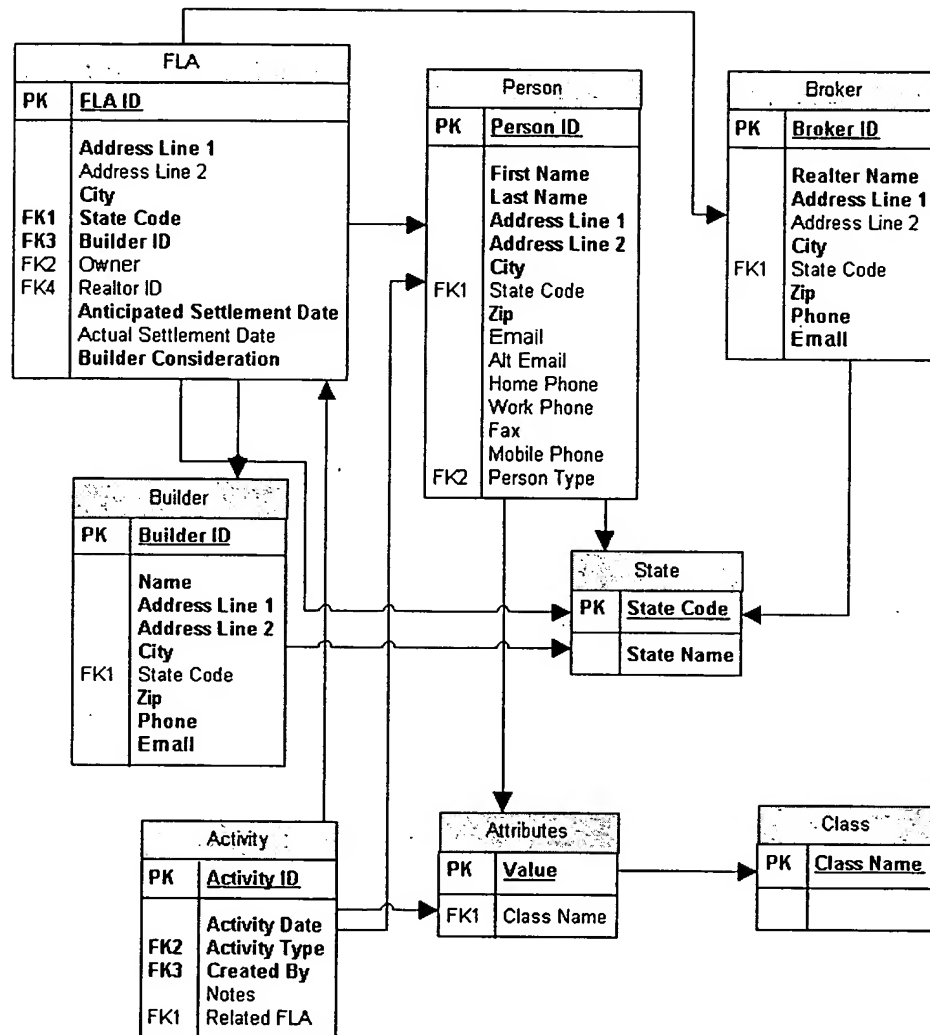 FLA
PK FLA ID
Address Line 1
Address Line 2
City
FK1 State Code
FK3 Builder ID
FK2 Owner
FK4 Realtor ID
Anticipated Settlement Date
Actual Settlement Date
Builder Consideration
Person
PK Person ID
First Name
Last Name
Address Line 1
Address Line 2
City
FK1 State Code
Zip
Email
Alt Email
Home Phone
Work Phone
Fax
Mobile Phone
FK2 Person Type
Broker
PK Broker ID
Realter Name
Address Line 1
Address Line 2
City
FK1 State Code
Zip
Phone
Email
Builder
PK Builder ID
Name
Address Line 1
Address Line 2
City
FK1 State Code
Zip
Phone
Email
State
PK State Code
State Name
Activity
PK Activity ID
Activity Date
FK2 Activity Type
FK3 Created By
Notes
FK1 Related FLA
Attributes
PK Value
FK1 Class Name
Class
PK Class Name